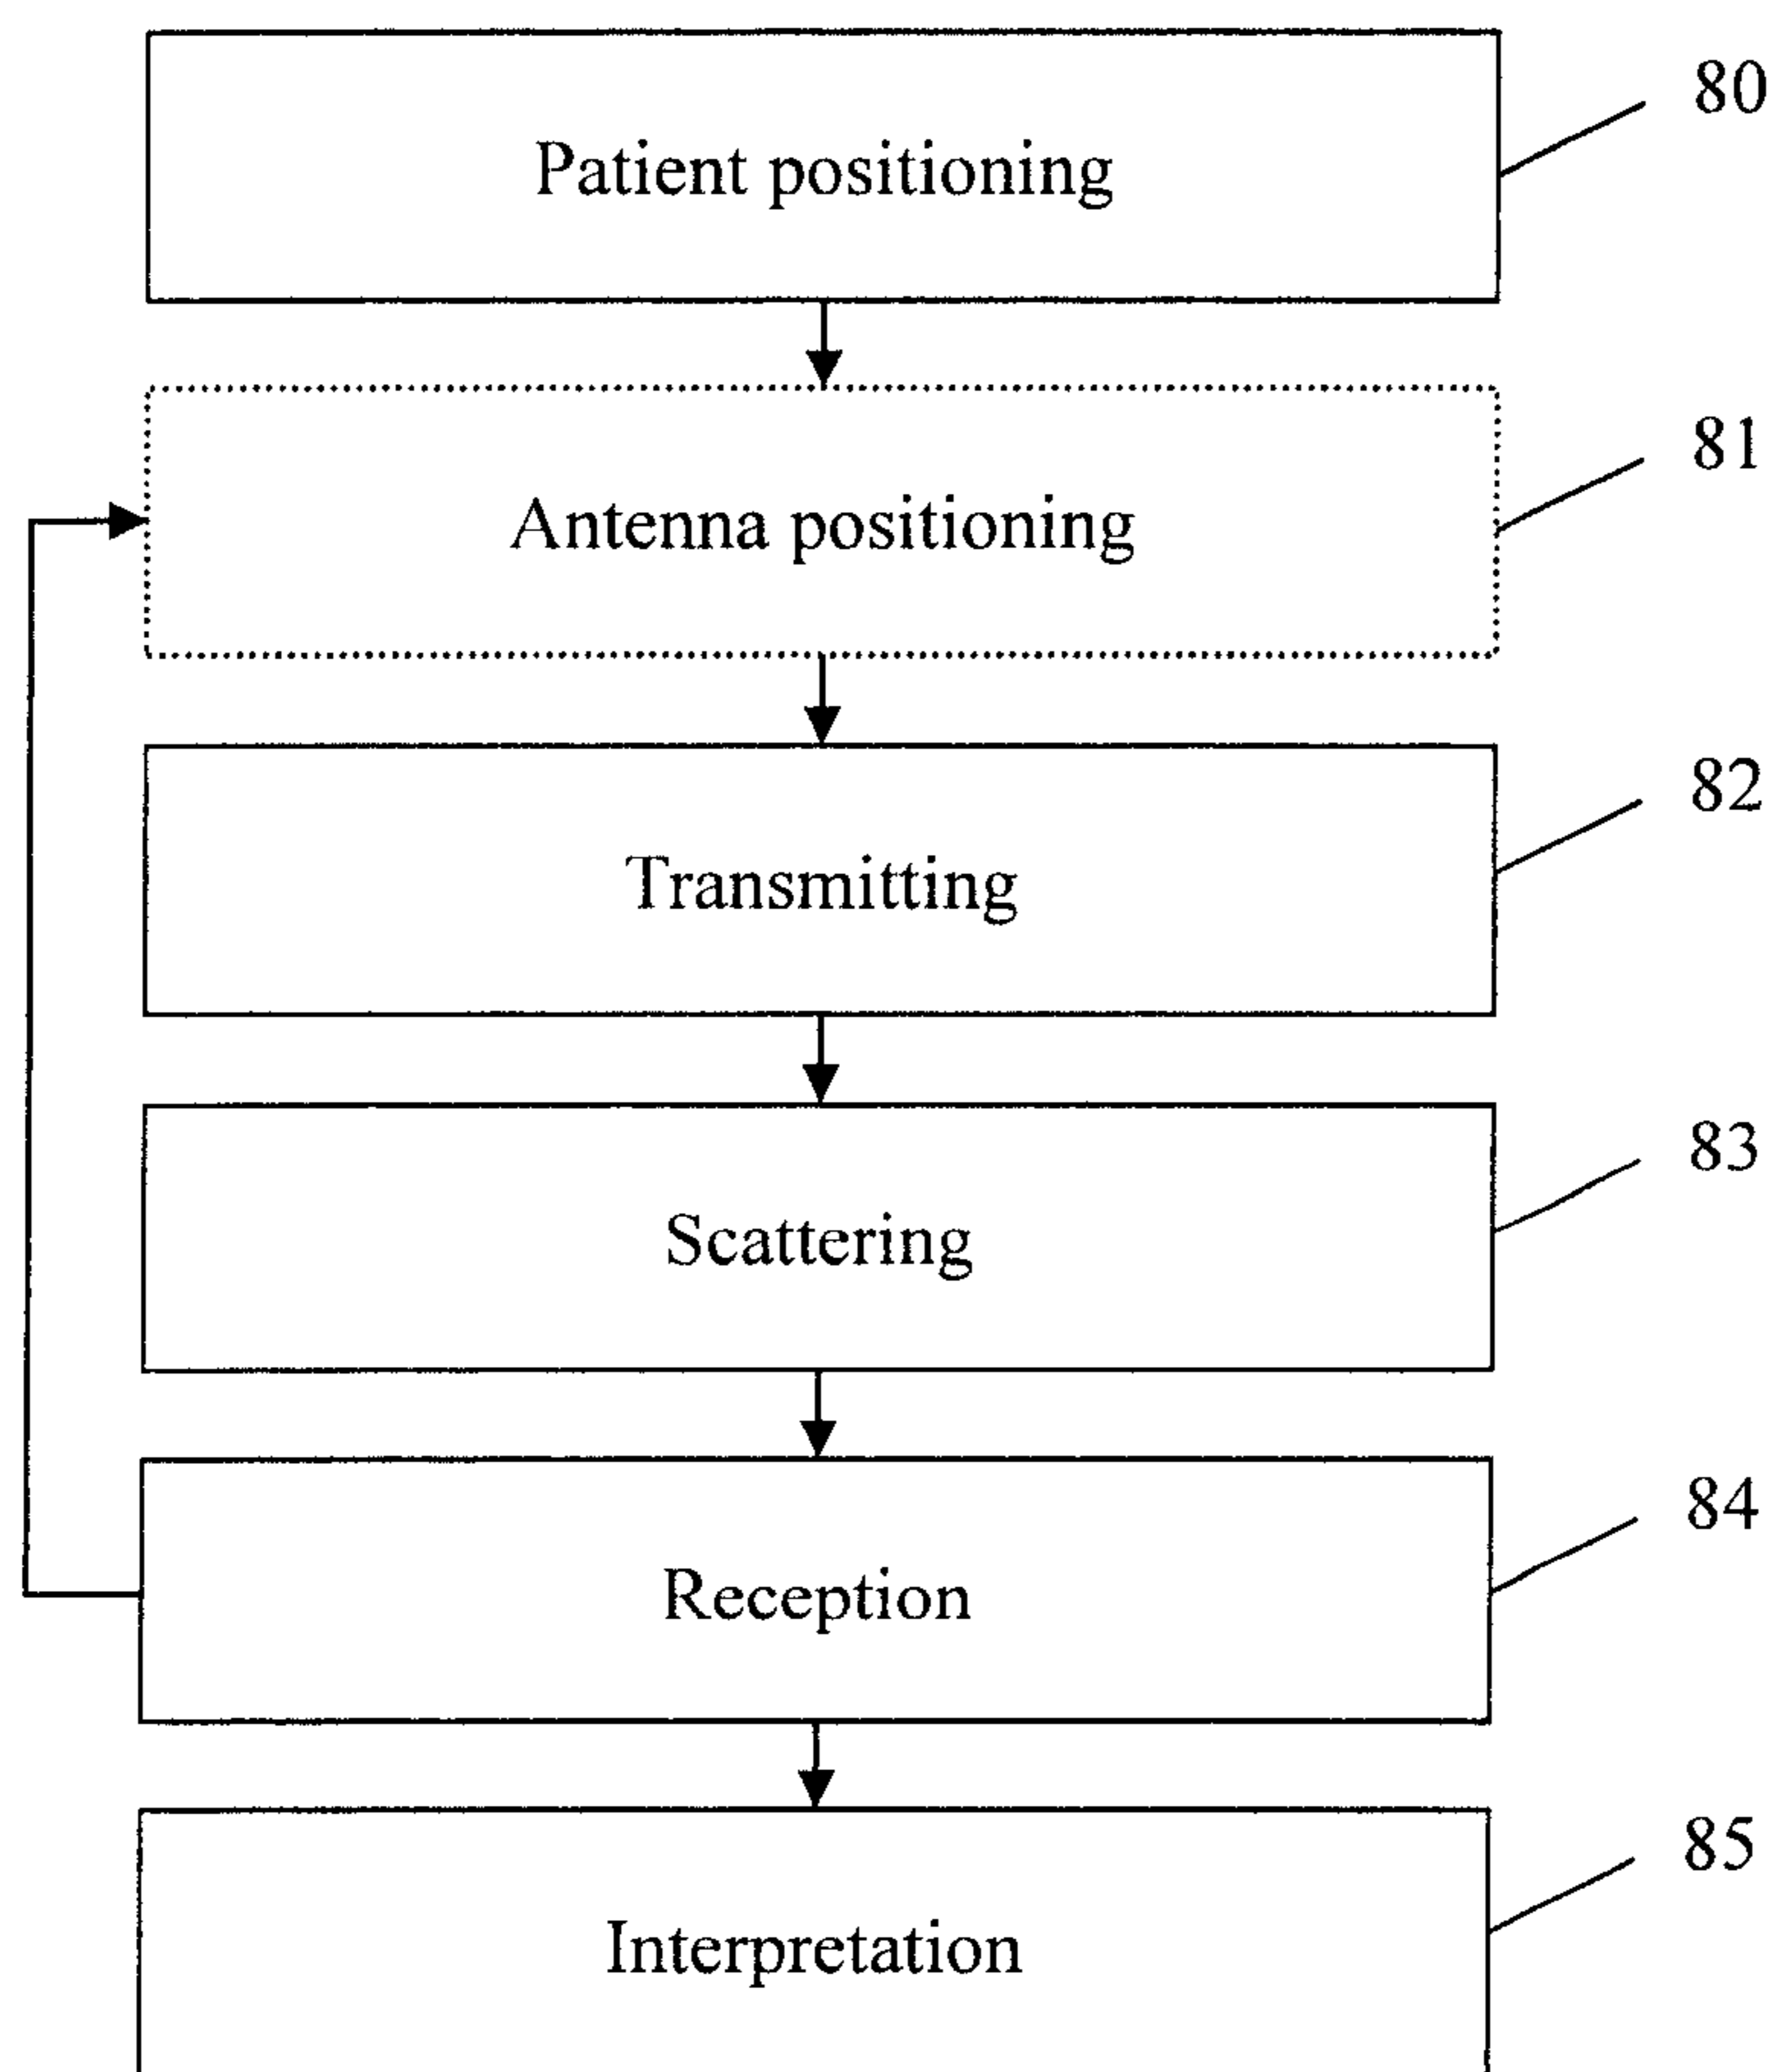 80
Patient positioning
81
Antenna positioning
82
Transmitting
83
Scattering
84
Reception
85
Interpretation